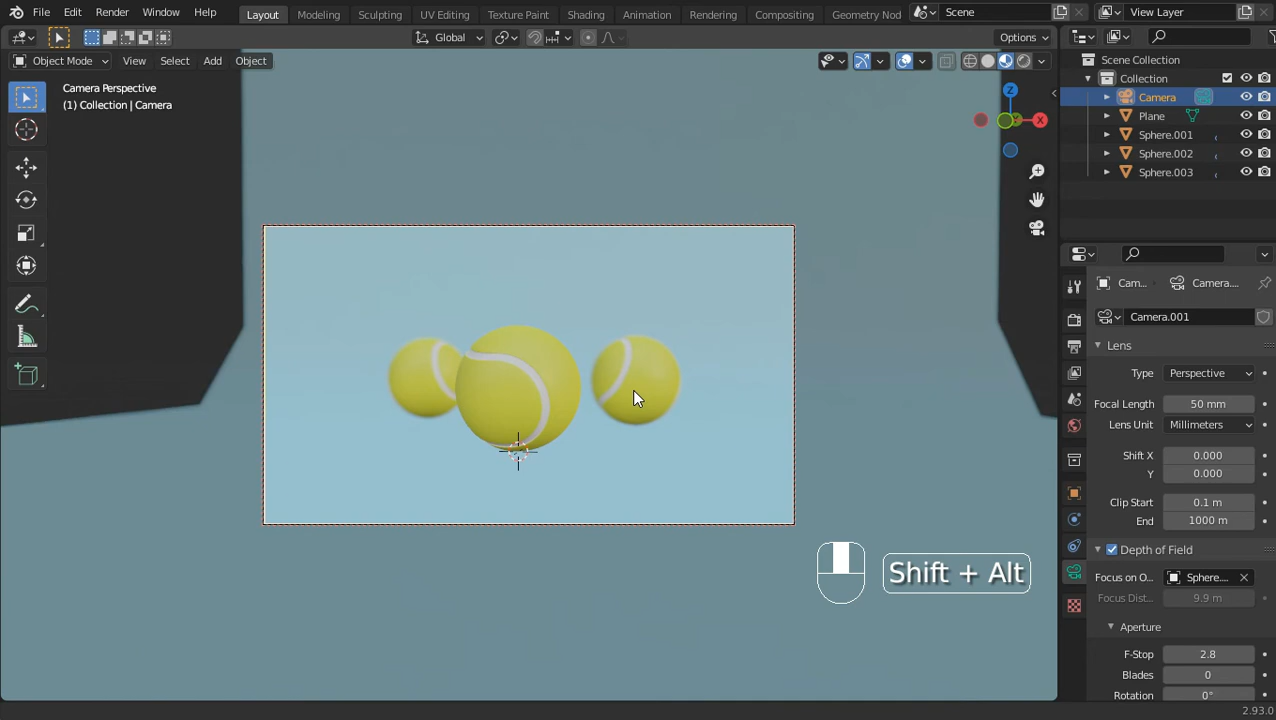 File Edit Render Window Help Layout Modeling Sculpting UV Editing Texture Paint Shading Animation Rendering Compositing Geometry Nod Scene View Layer
Global Options
Object Mode View Select Add Object
Camera Perspective
(1) Collection | Camera
Z
X
Y
Shift + Alt
Scene Collection
Collection
Camera
Plane
Sphere.001
Sphere.002
Sphere.003
Cam... Camera....
Camera.001
Lens
Type Perspective
Focal Length 50 mm
Lens Unit Millimeters
Shift X 0.000
Y 0.000
Clip Start 0.1 m
End 1000 m
Depth of Field
Focus on O... Sphere....
Focus Dist... 9.9 m
Aperture
F-Stop 2.8
Blades 0
Rotation 0°
2.93.0